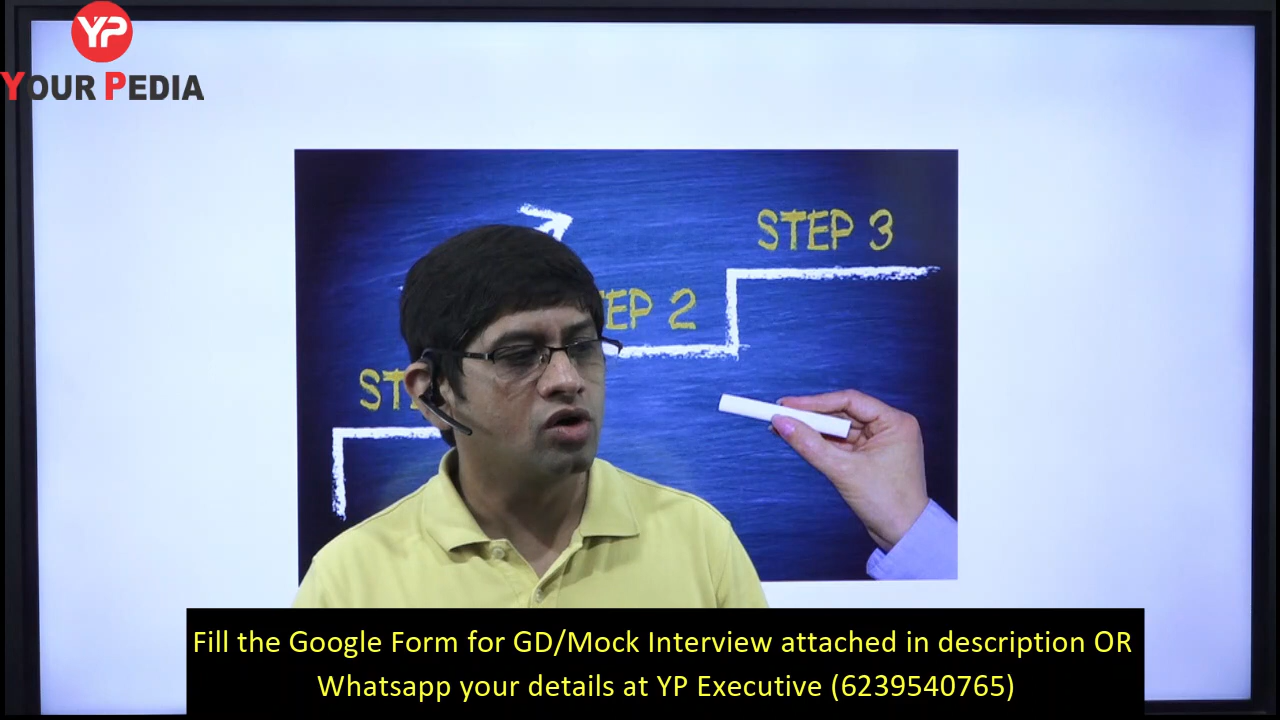 YP
YOUR PEDIA
STEP 3
EP 2
ST
Fill the Google Form for GD/Mock Interview attached in description OR
Whatsapp your details at YP Executive (6239540765)